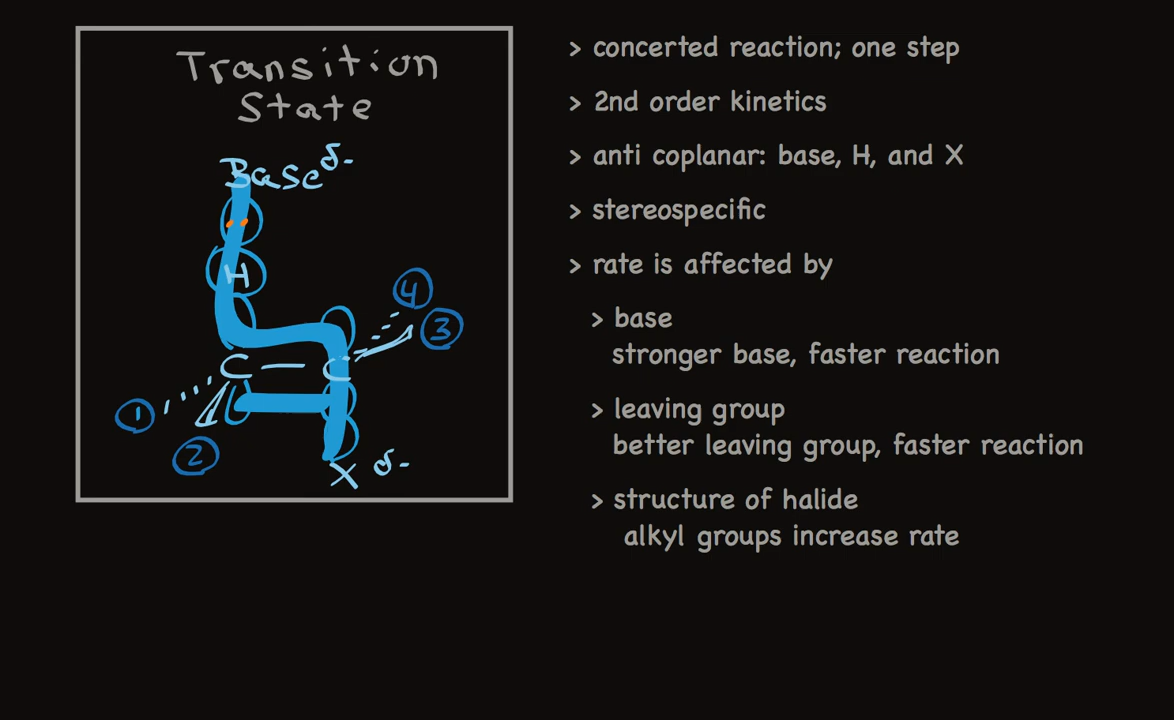 Transition
State
Base δ-
H
4
3
C — C
1
2
X δ-
> concerted reaction; one step
> 2nd order kinetics
> anti coplanar: base, H, and X
> stereospecific
> rate is affected by
> base
stronger base, faster reaction
> leaving group
better leaving group, faster reaction
> structure of halide
alkyl groups increase rate